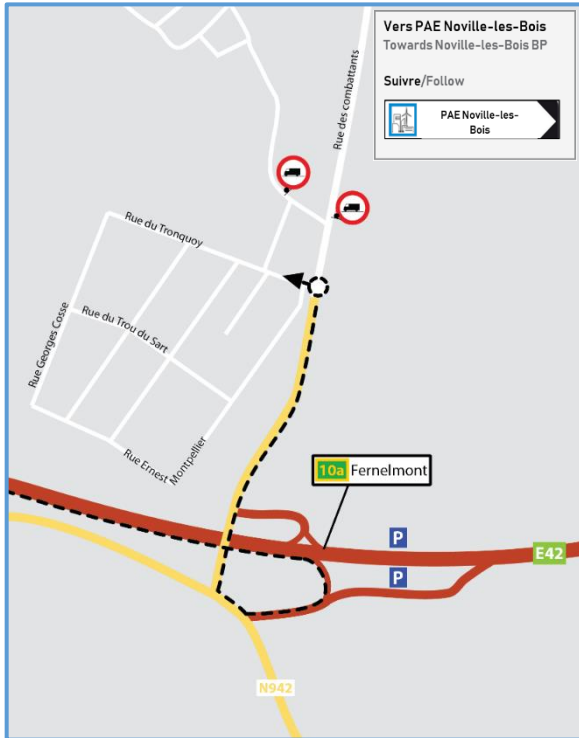 Vers PAE Noville-les-Bois
Towards Noville-les-Bois BP
Suivre/Follow
PAE Noville-les-
Bois
Rue des combattants
Rue du Tronquoy
Rue du Trou du Sart
Rue Georges Cosse
Rue Ernest Montpellier
10a Fernelmont
P
E42
P
N942